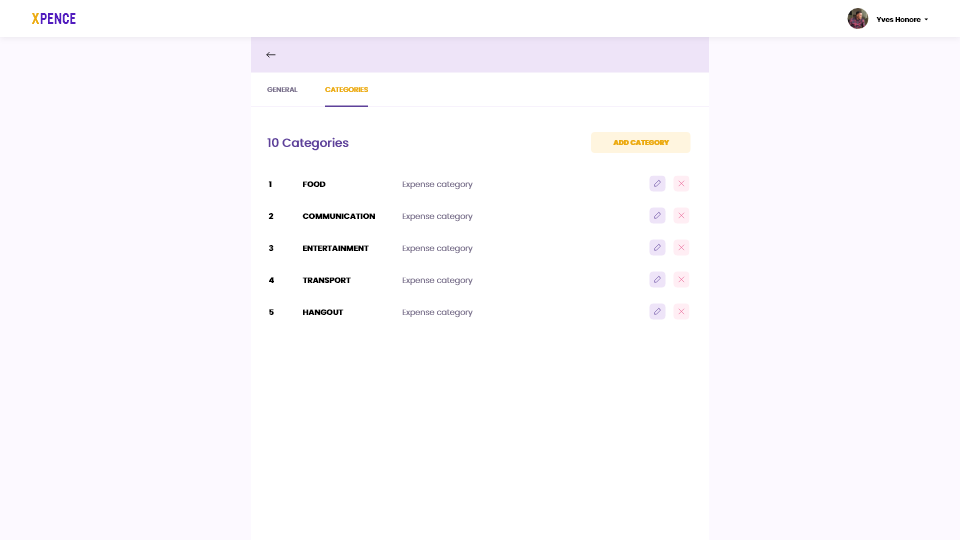 XPENCE
Yves Honore
GENERAL
CATEGORIES
10 Categories
ADD CATEGORY
1 FOOD Expense category
2 COMMUNICATION Expense category
3 ENTERTAINMENT Expense category
4 TRANSPORT Expense category
5 HANGOUT Expense category